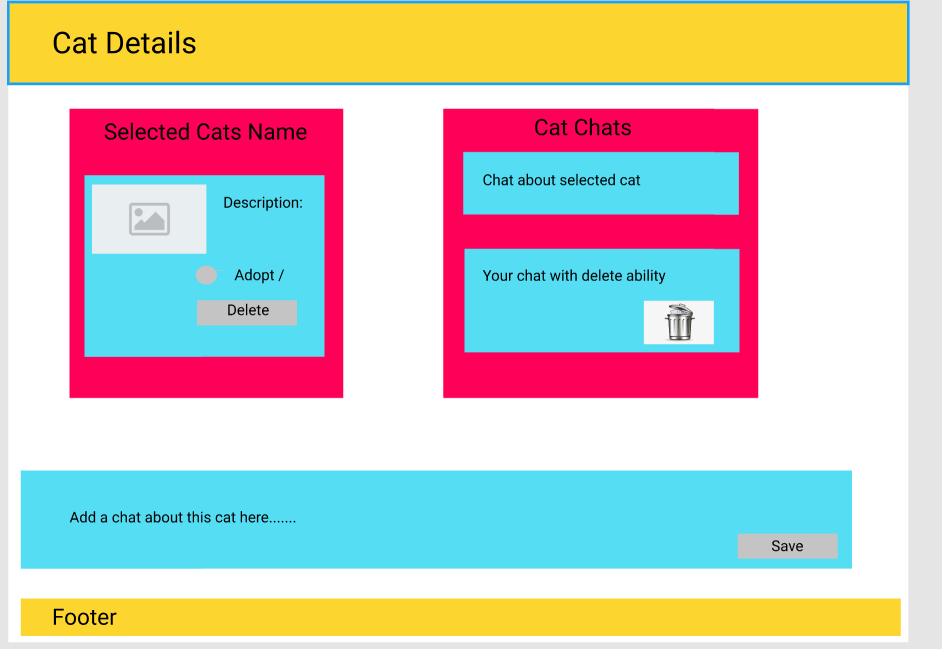 Cat Details
Selected Cats Name
Description:
Adopt /
Delete
Cat Chats
Chat about selected cat
Your chat with delete ability
Add a chat about this cat here.......
Save
Footer